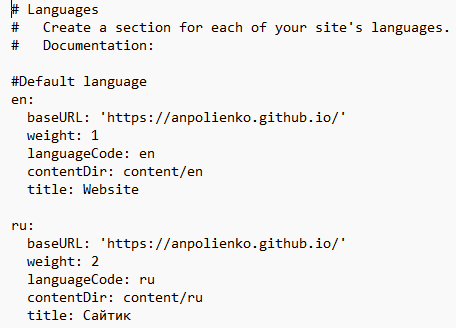 # Languages
#   Create a section for each of your site's languages.
#   Documentation:

#Default language
en:
  baseURL: 'https://anpolienko.github.io/'
  weight: 1
  languageCode: en
  contentDir: content/en
  title: Website

ru:
  baseURL: 'https://anpolienko.github.io/'
  weight: 2
  languageCode: ru
  contentDir: content/ru
  title: Сайтик